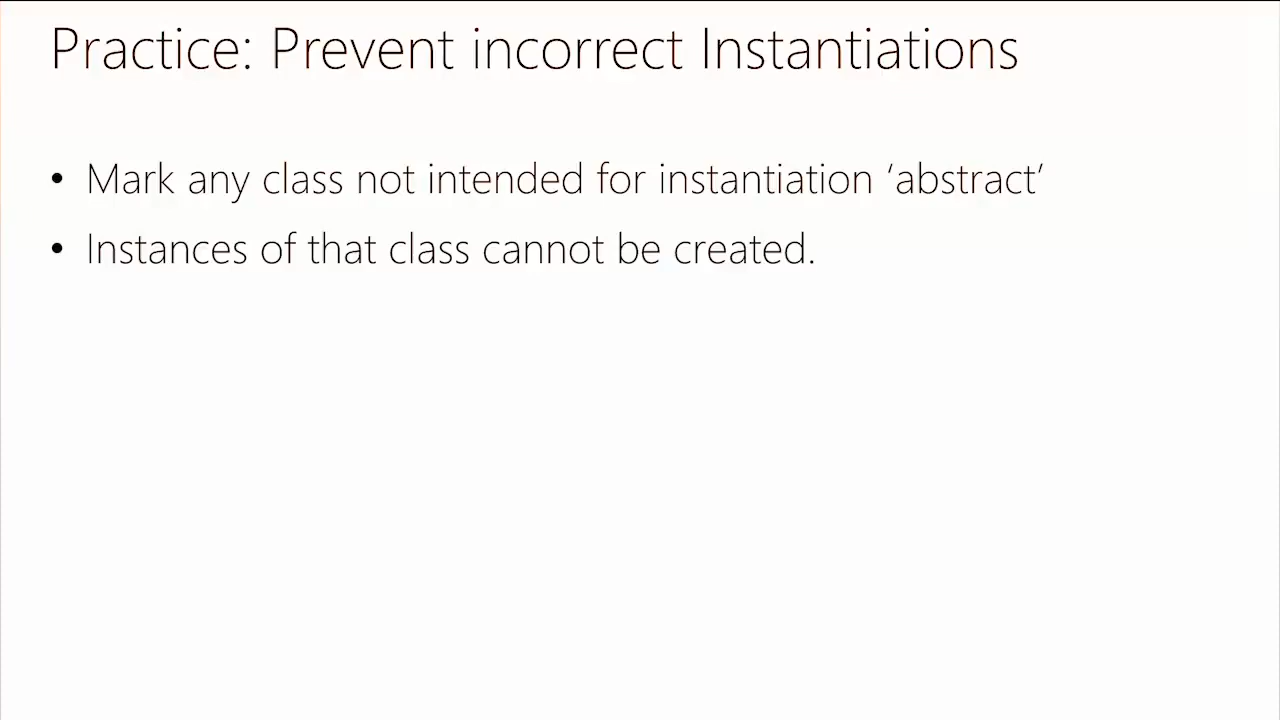 Practice: Prevent incorrect Instantiations
• Mark any class not intended for instantiation ‘abstract’
• Instances of that class cannot be created.